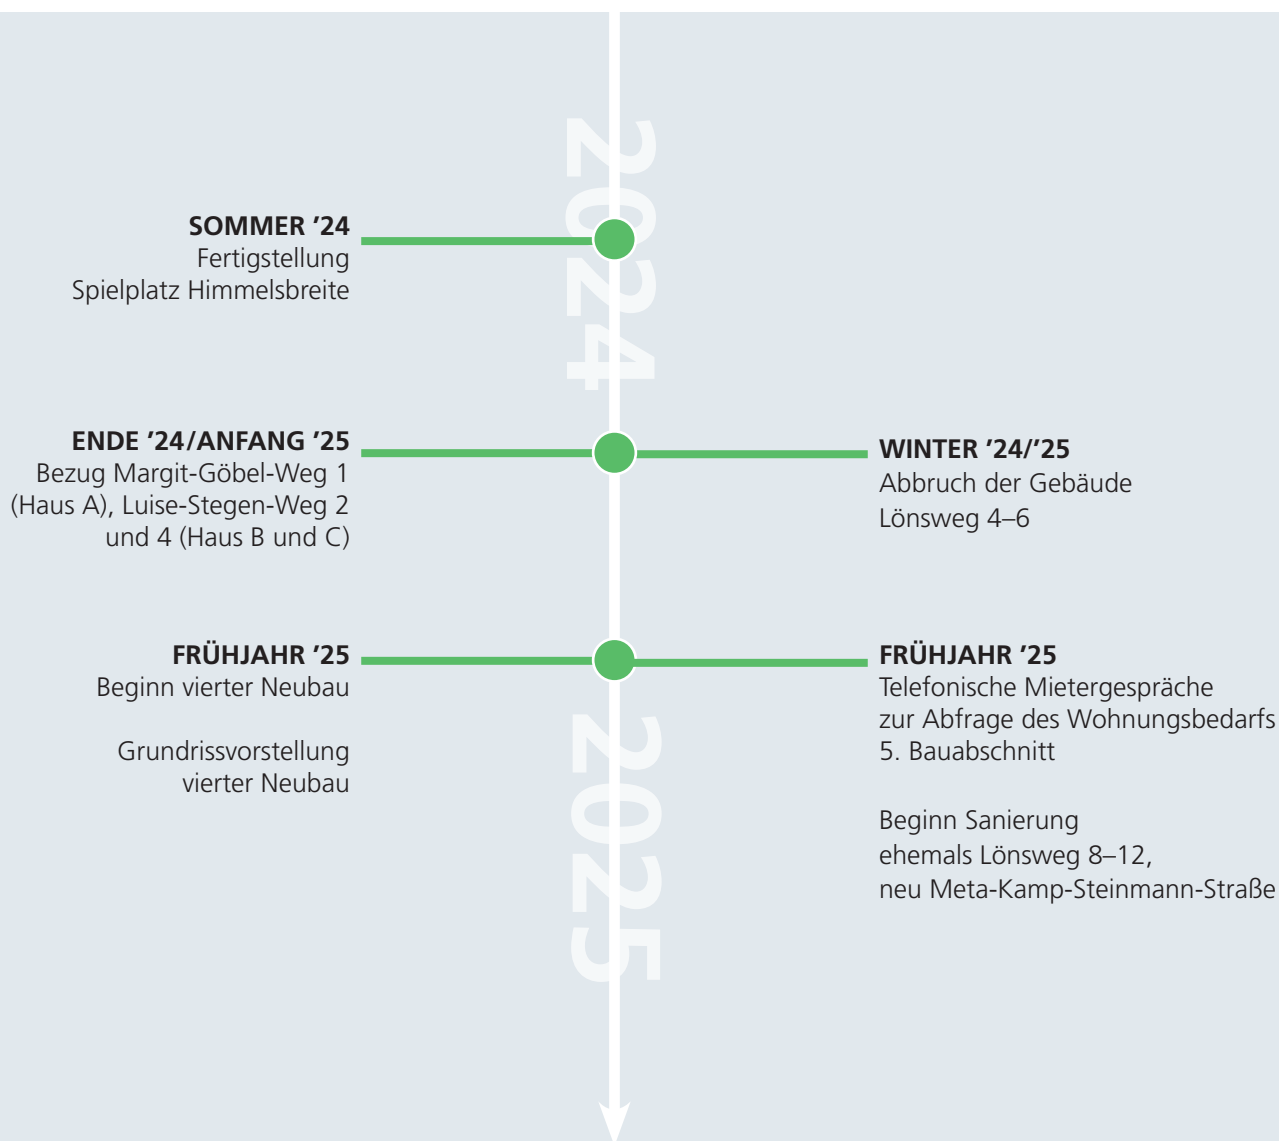 2024
SOMMER ’24
Fertigstellung
Spielplatz Himmelsbreite
ENDE ’24/ANFANG ’25
Bezug Margit-Göbel-Weg 1
(Haus A), Luise-Stegen-Weg 2
und 4 (Haus B und C)
WINTER ’24/’25
Abbruch der Gebäude
Lönsweg 4–6
FRÜHJAHR ’25
Beginn vierter Neubau
Grundrissvorstellung
vierter Neubau
FRÜHJAHR ’25
Telefonische Mietergespräche
zur Abfrage des Wohnungsbedarfs
5. Bauabschnitt
Beginn Sanierung
ehemals Lönsweg 8–12,
neu Meta-Kamp-Steinmann-Straße
2025